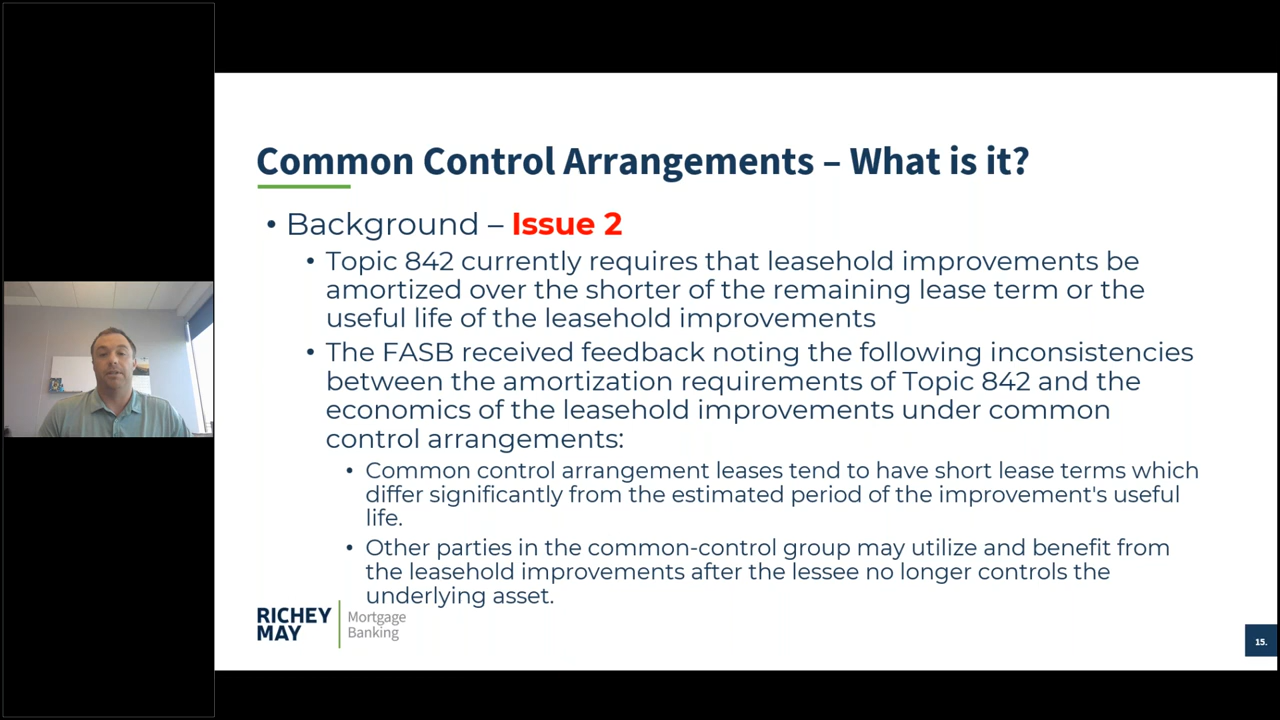 Common Control Arrangements – What is it?
• Background – Issue 2
• Topic 842 currently requires that leasehold improvements be
amortized over the shorter of the remaining lease term or the
useful life of the leasehold improvements
• The FASB received feedback noting the following inconsistencies
between the amortization requirements of Topic 842 and the
economics of the leasehold improvements under common
control arrangements:
• Common control arrangement leases tend to have short lease terms which
differ significantly from the estimated period of the improvement's useful
life.
• Other parties in the common-control group may utilize and benefit from
the leasehold improvements after the lessee no longer controls the
underlying asset.
RICHEY
MAY
Mortgage
Banking
15.